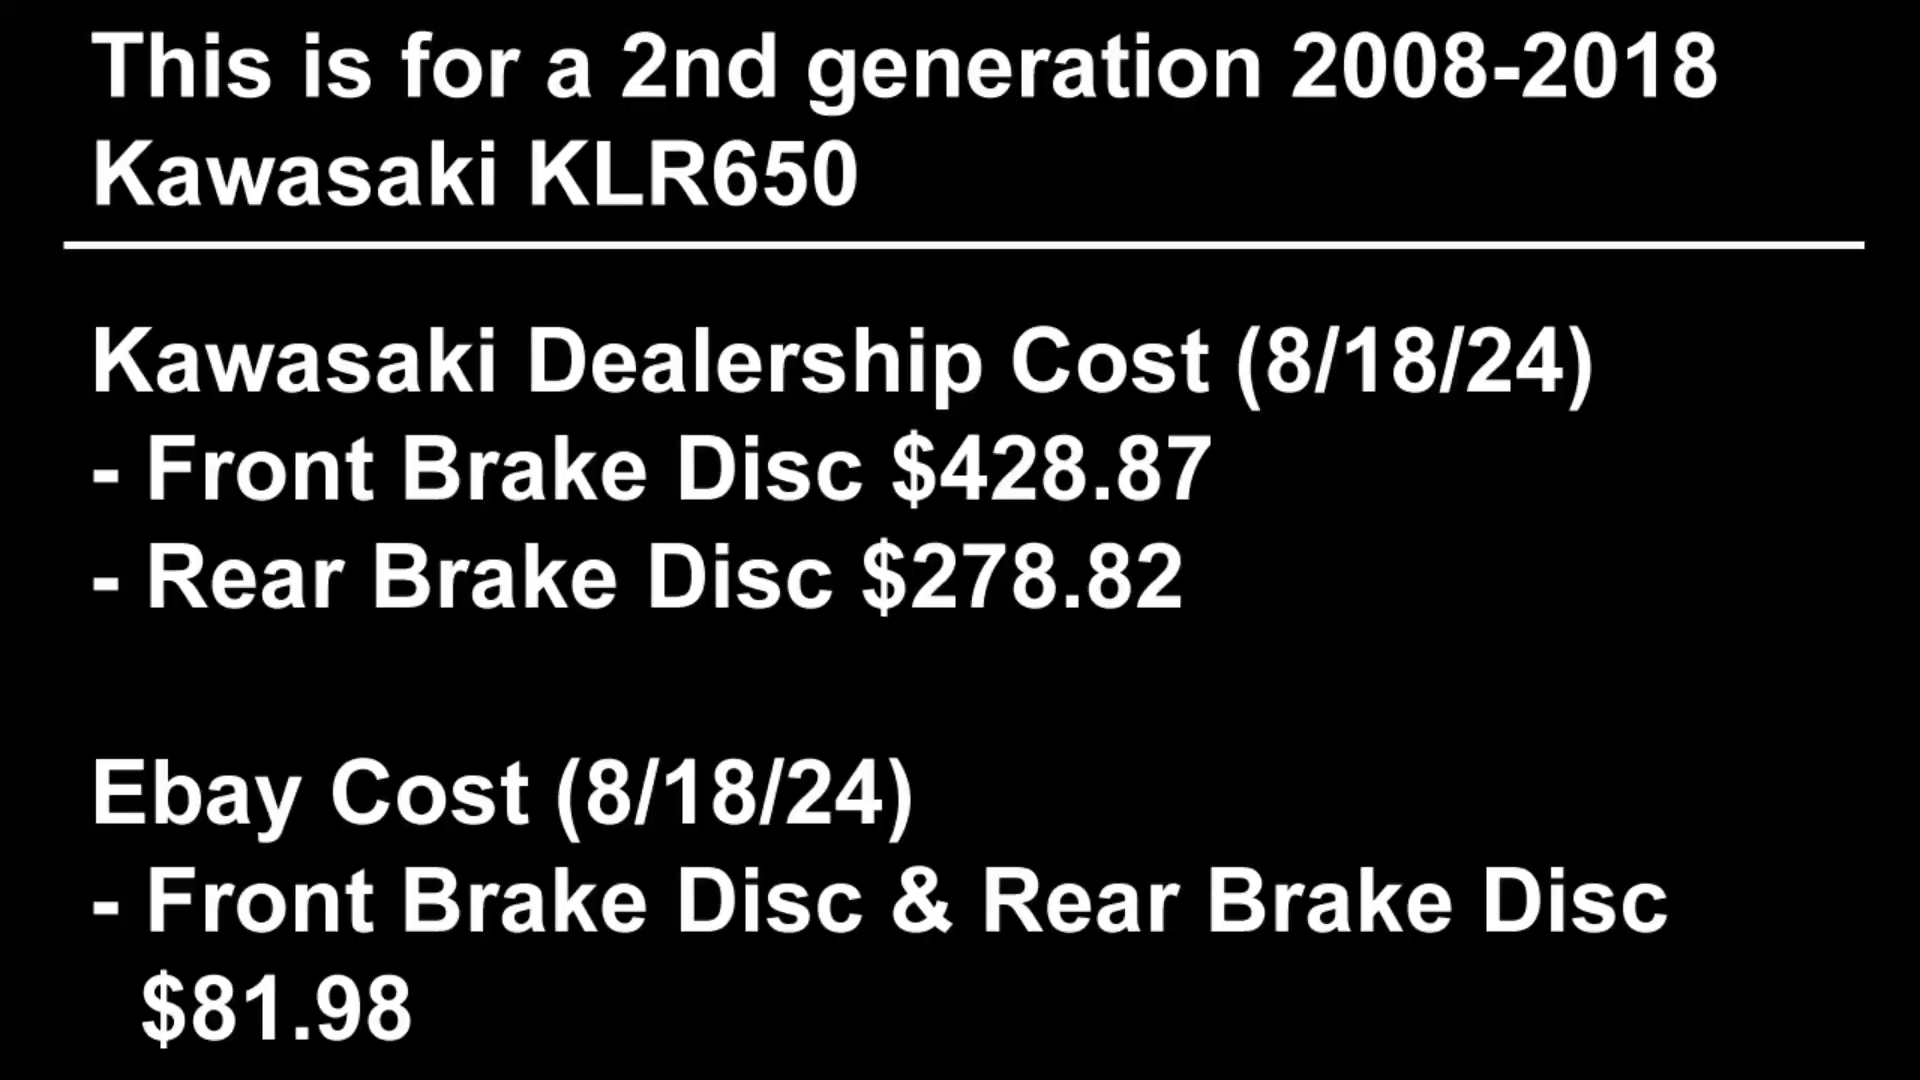 This is for a 2nd generation 2008-2018
Kawasaki KLR650
Kawasaki Dealership Cost (8/18/24)
- Front Brake Disc $428.87
- Rear Brake Disc $278.82
Ebay Cost (8/18/24)
- Front Brake Disc & Rear Brake Disc
$81.98